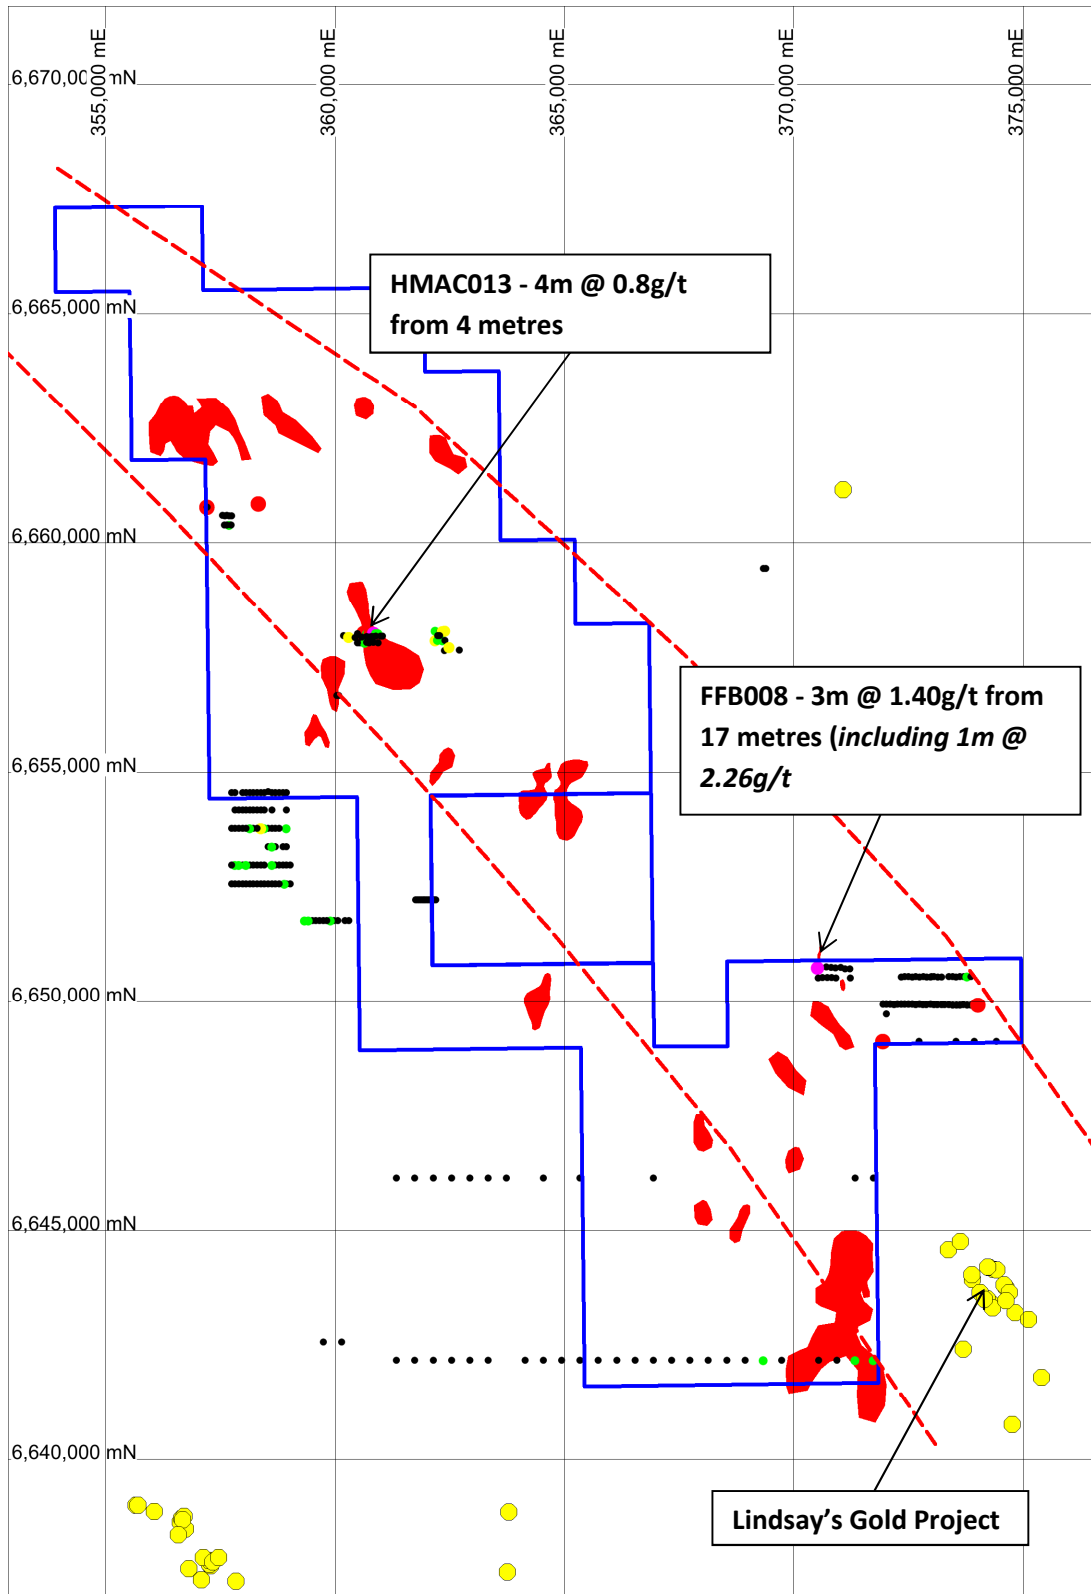 355,000 mE
360,000 mE
365,000 mE
370,000 mE
375,000 mE
6,670,000 mN
HMAC013 - 4m @ 0.8g/t
from 4 metres
6,665,000 mN
6,660,000 mN
FFB008 - 3m @ 1.40g/t from
17 metres (including 1m @
2.26g/t
6,655,000 mN
6,650,000 mN
6,645,000 mN
6,640,000 mN
Lindsay’s Gold Project